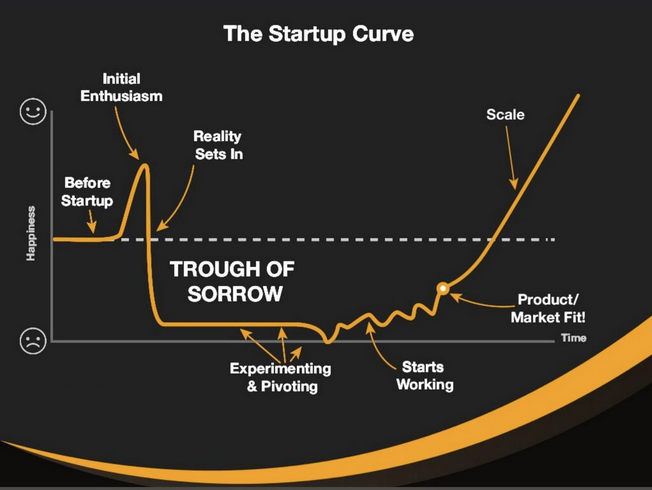 The Startup Curve
Initial
Enthusiasm
Reality
Sets In
Scale
Before
Startup
Happiness
TROUGH OF
SORROW
Product/
Market Fit!
Time
Experimenting
& Pivoting
Starts
Working